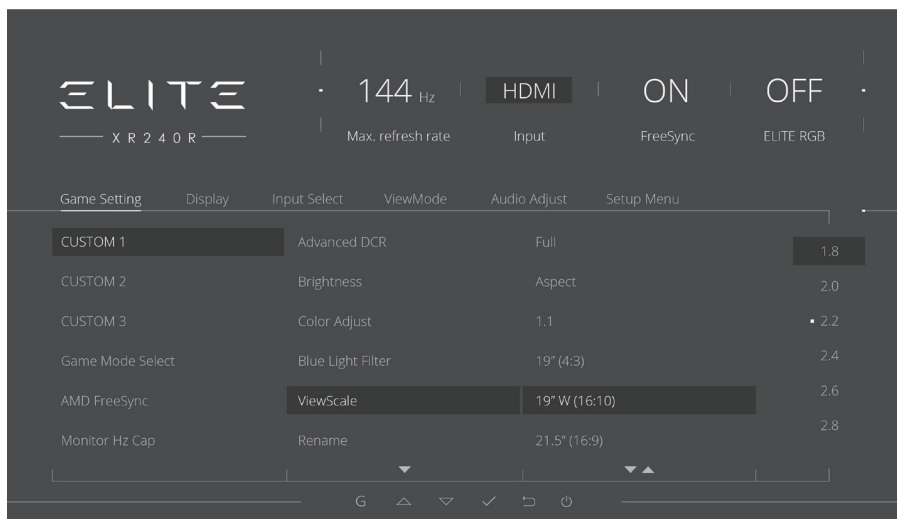 ELITE
XR240R
144 Hz
Max. refresh rate
HDMI
Input
ON
FreeSync
OFF
ELITE RGB
Game Setting Display Input Select ViewMode Audio Adjust Setup Menu
CUSTOM 1 Advanced DCR Full 1.8
CUSTOM 2 Brightness Aspect 2.0
CUSTOM 3 Color Adjust 1.1 2.2
Game Mode Select Blue Light Filter 19" (4:3) 2.4
AMD FreeSync ViewScale 19" W (16:10) 2.6
Monitor Hz Cap Rename 21.5" (16:9) 2.8
G